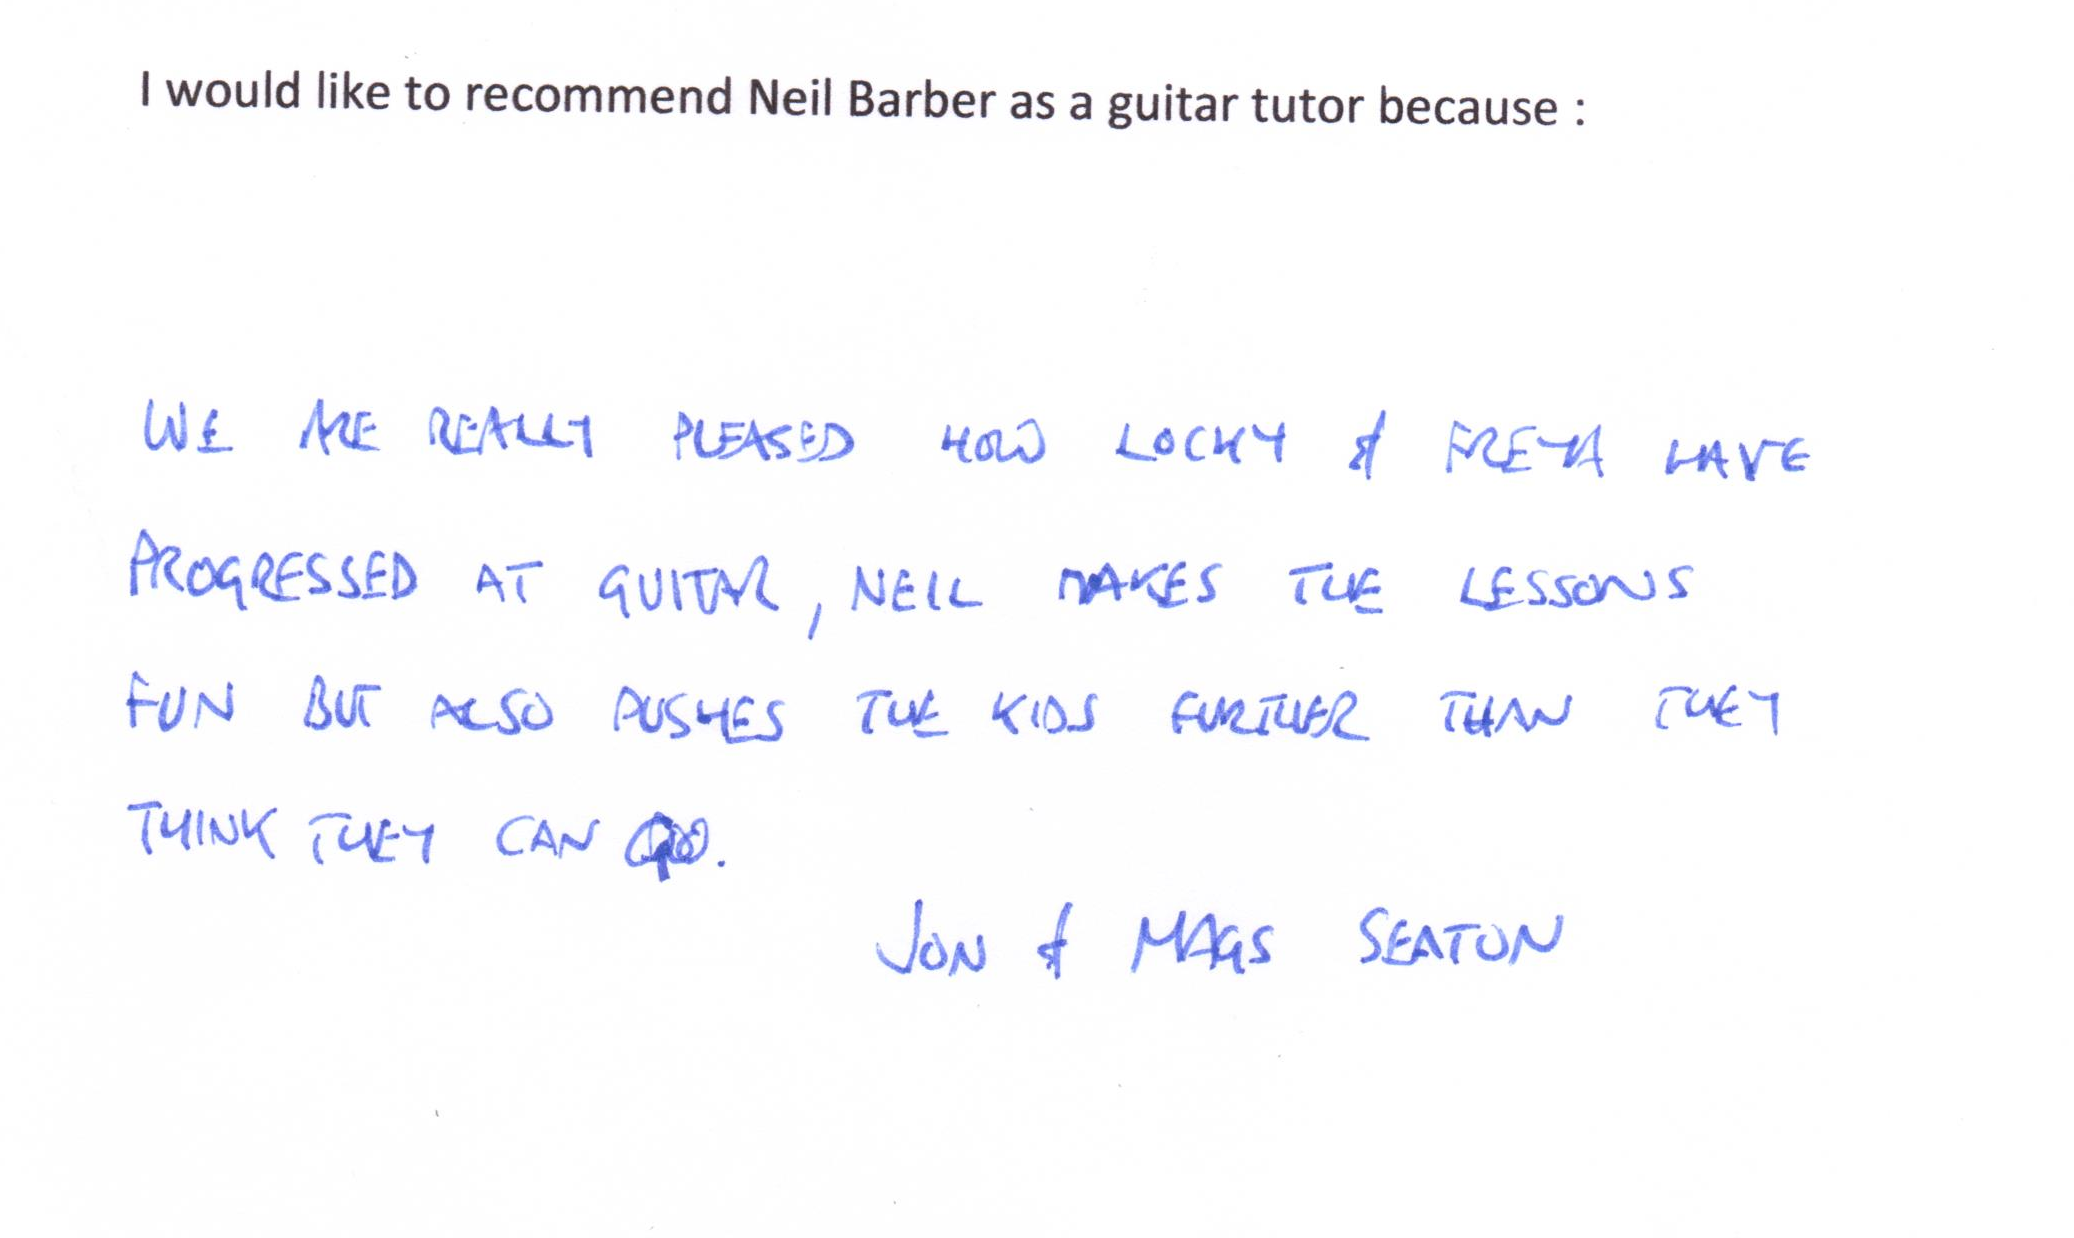 I would like to recommend Neil Barber as a guitar tutor because :
WE ARE REALLY PLEASED HOW LOCKY & FREYA HAVE
PROGRESSED AT GUITAR, NEIL MAKES THE LESSONS
FUN BUT ALSO PUSHES THE KIDS FURTHER THAN THEY
THINK THEY CAN GO.
JON & MAGS SEATON